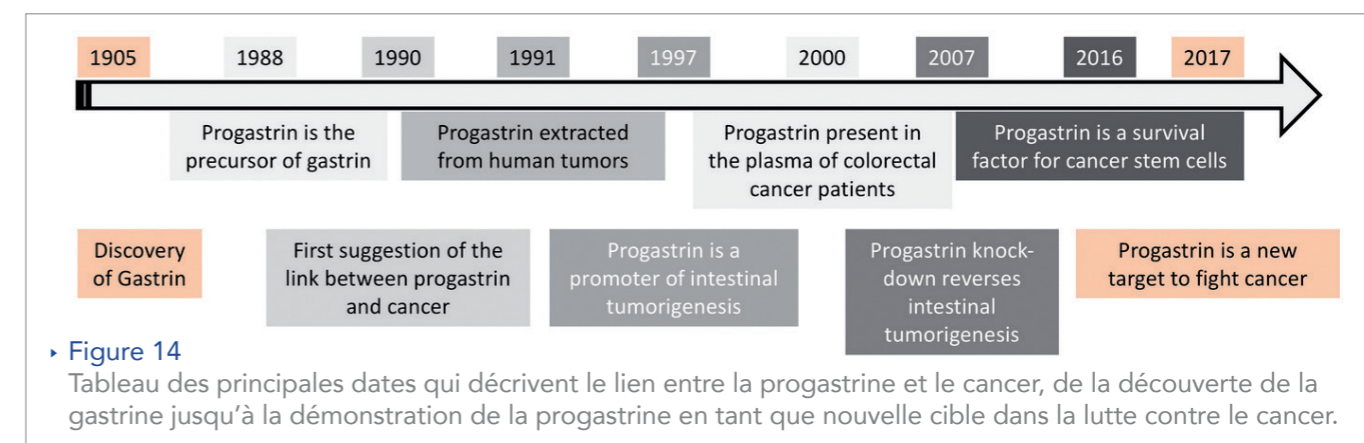 1905 1988 1990 1991 1997 2000 2007 2016 2017
Progastrin is the
precursor of gastrin
Progastrin extracted
from human tumors
Progastrin present in
the plasma of colorectal
cancer patients
Progastrin is a survival
factor for cancer stem cells
Discovery
of Gastrin
First suggestion of the
link between progastrin
and cancer
Progastrin is a
promoter of intestinal
tumorigenesis
Progastrin knock-
down reverses
intestinal
tumorigenesis
Progastrin is a new
target to fight cancer
▸ Figure 14
Tableau des principales dates qui décrivent le lien entre la progastrine et le cancer, de la découverte de la
gastrine jusqu'à la démonstration de la progastrine en tant que nouvelle cible dans la lutte contre le cancer.